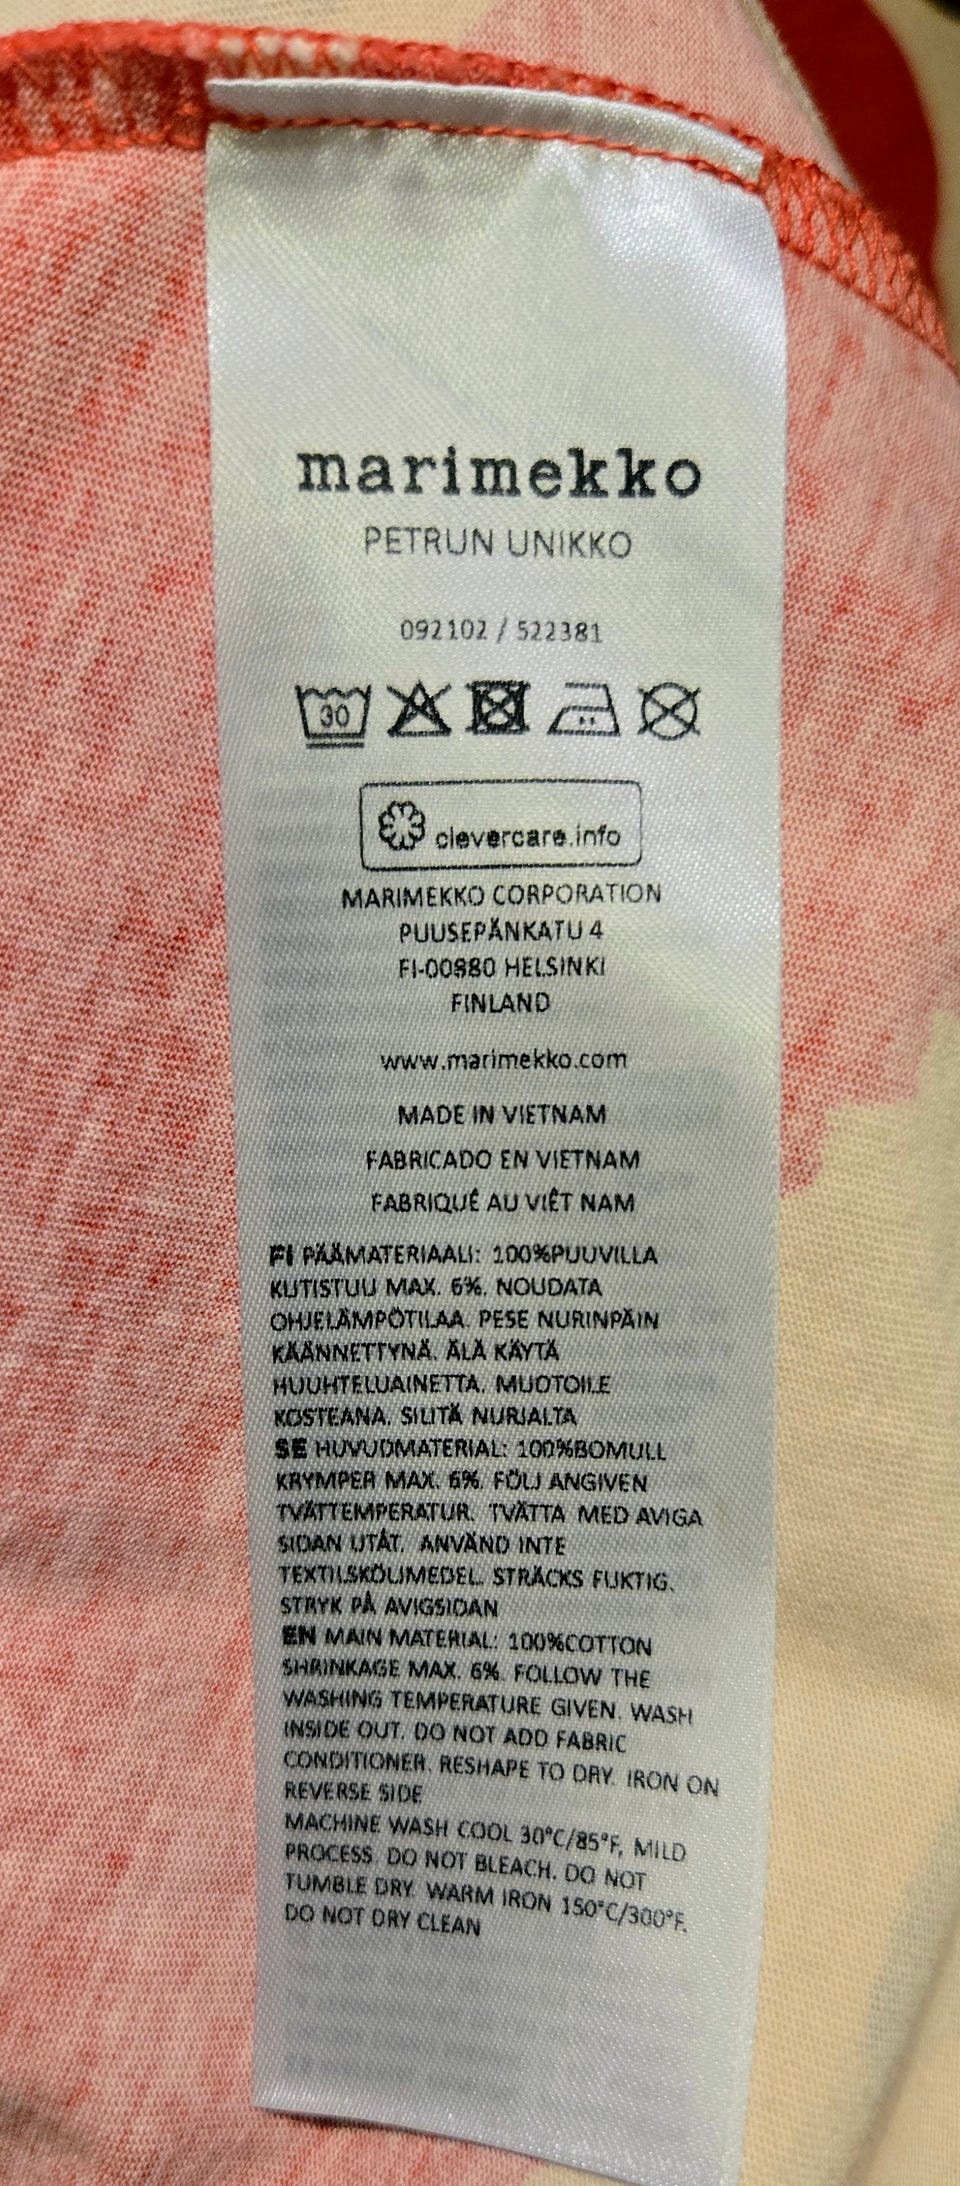 marimekko
PETRUN UNIKKO
092102 / 522381
30
clevercare.info
MARIMEKKO CORPORATION
PUUSEPÄNKATU 4
FI-00880 HELSINKI
FINLAND
www.marimekko.com
MADE IN VIETNAM
FABRICADO EN VIETNAM
FABRIQUÉ AU VIÊT NAM
FI PÄÄMATERIAALI: 100%PUUVILLA
KUTISTUU MAX. 6%. NOUDATA
OHJELÄMPÖTILAA. PESE NURINPÄIN
KÄÄNNETTYNÄ. ÄLÄ KÄYTÄ
HUUHTELUAINETTA. MUOTOILE
KOSTEANA. SILITÄ NURJALTA
SE HUVUDMATERIAL: 100%BOMULL
KRYMPER MAX. 6%. FÖLJ ANGIVEN
TVÄTTEMPERATUR. TVÄTTA MED AVIGA
SIDAN UTÅT. ANVÄND INTE
TEXTILSKÖLJMEDEL. STRÄCKS FUKTIG.
STRYK PÅ AVIGSIDAN
EN MAIN MATERIAL: 100%COTTON
SHRINKAGE MAX. 6%. FOLLOW THE
WASHING TEMPERATURE GIVEN. WASH
INSIDE OUT. DO NOT ADD FABRIC
CONDITIONER. RESHAPE TO DRY. IRON ON
REVERSE SIDE
MACHINE WASH COOL 30°C/85°F, MILD
PROCESS. DO NOT BLEACH. DO NOT
TUMBLE DRY. WARM IRON 150°C/300°F.
DO NOT DRY CLEAN